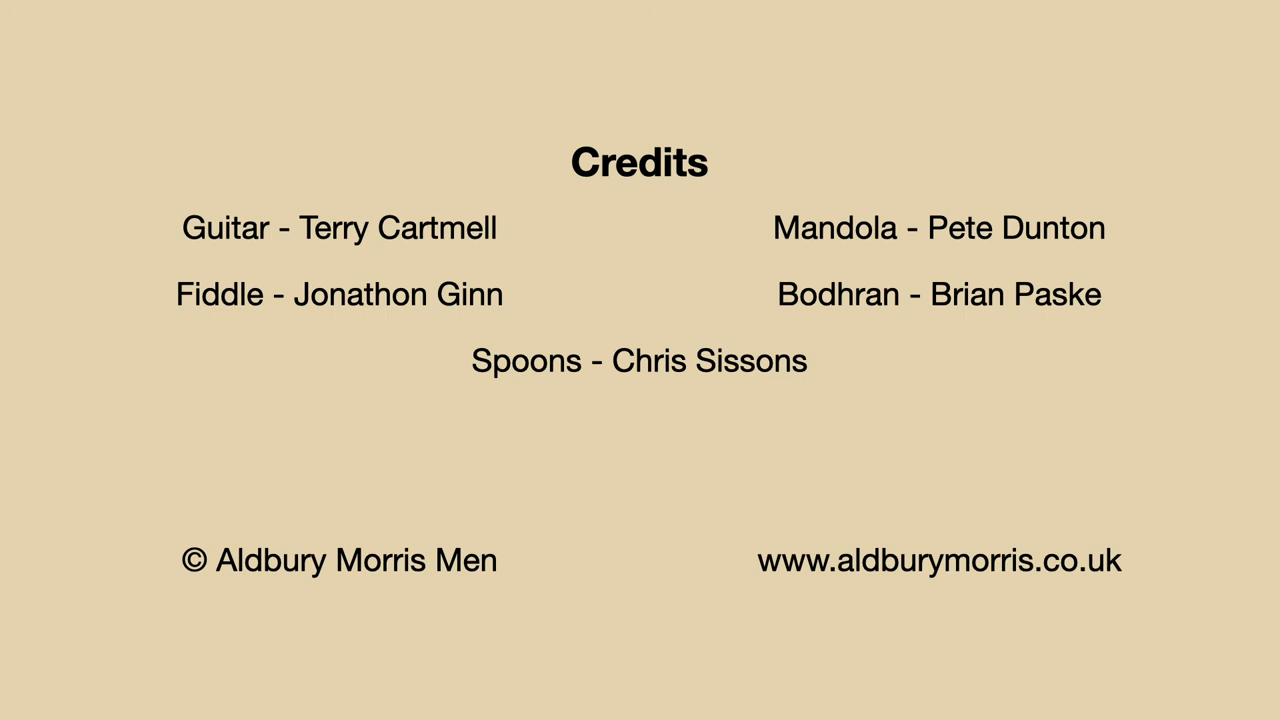 Credits
Guitar - Terry Cartmell
Mandola - Pete Dunton
Fiddle - Jonathon Ginn
Bodhran - Brian Paske
Spoons - Chris Sissons
© Aldbury Morris Men
www.aldburymorris.co.uk